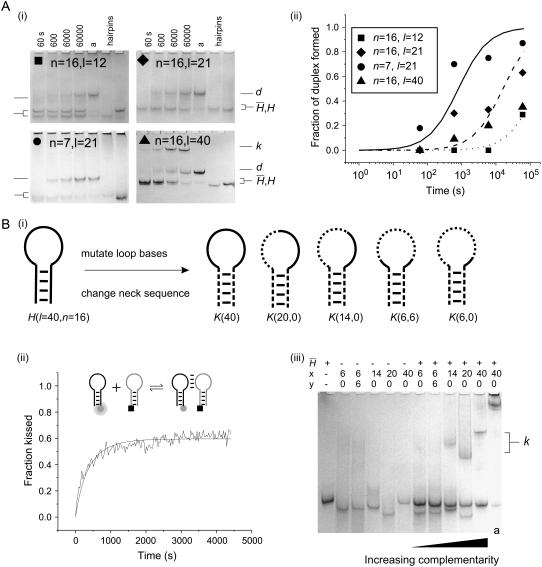 A
(i)
60 s
600
6000
60000
a
hairpins
60 s
600
6000
60000
a
hairpins
n=16,l=12
n=16,l=21
d
H̅,H
n=7,l=21
n=16,l=40
k
d
H̅,H
(ii)
Fraction of duplex formed
1.0
0.8
0.6
0.4
0.2
0.0
n=16, l=12
n=16, l=21
n=7, l=21
n=16, l=40
10⁰ 10¹ 10² 10³ 10⁴ 10⁵
Time (s)
B
(i)
mutate loop bases
change neck sequence
H(l=40,n=16)
K(40)
K(20,0)
K(14,0)
K(6,6)
K(6,0)
(ii)
Fraction kissed
1.0
0.8
0.6
0.4
0.2
0.0
+
⇌
0 1000 2000 3000 4000 5000
Time (s)
(iii)
H̅ + - - - - - + + + + + +
x - 6 6 14 20 40 6 6 14 20 40 40
y - 0 6 0 0 0 0 6 0 0 0 0
k
a
Increasing complementarity